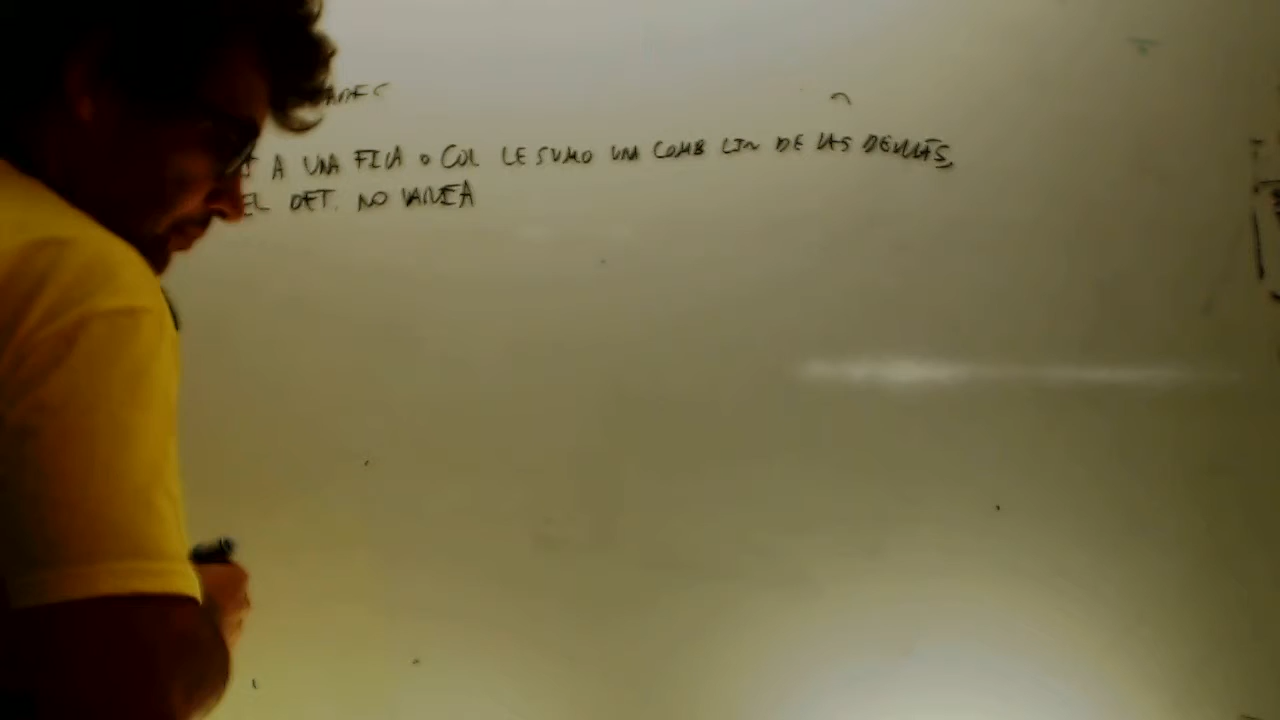 A UNA FILA o COL LE SUMO UNA COMB LIN DE LAS DEMÁS,
EL DET. NO VARÍA